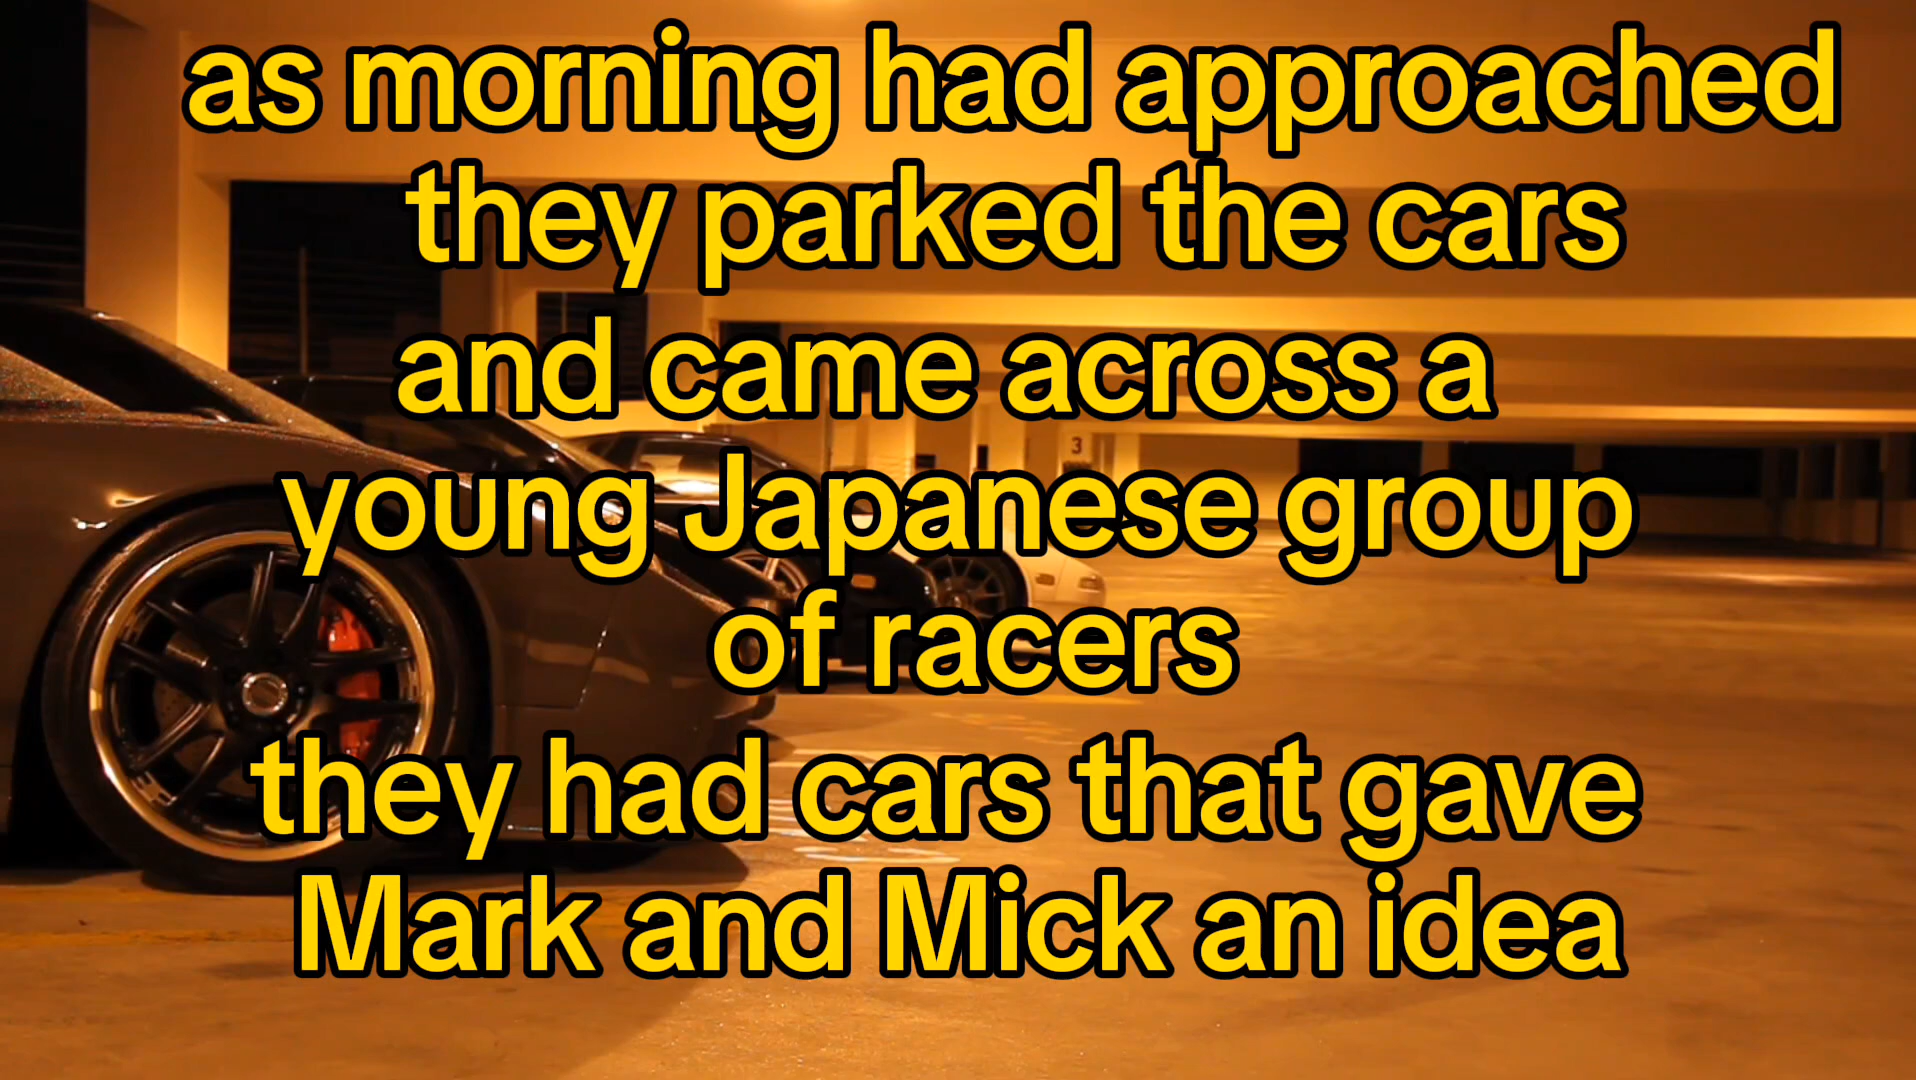 as morning had approached
they parked the cars
and came across a
young Japanese group
of racers
they had cars that gave
Mark and Mick an idea
3